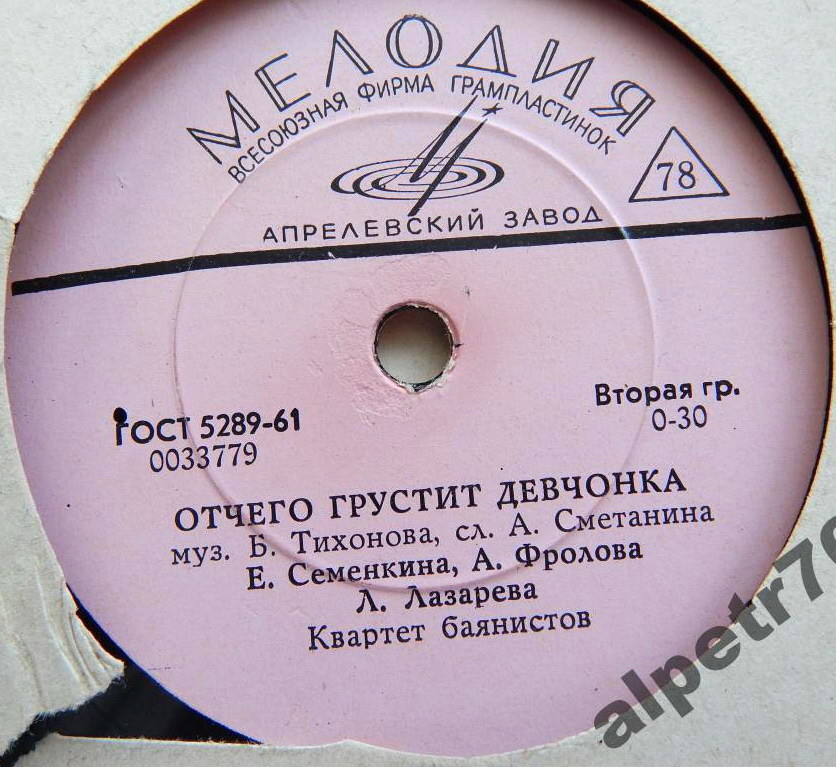 МЕЛОДИЯ
ВСЕСОЮЗНАЯ ФИРМА ГРАМПЛАСТИНОК
78
АПРЕЛЕВСКИЙ ЗАВОД
ГОСТ 5289-61
0033779
Вторая гр.
0-30
ОТЧЕГО ГРУСТИТ ДЕВЧОНКА
муз. Б. Тихонова, сл. А. Сметанина
Е. Семенкина, А. Фролова
Л. Лазарева
Квартет баянистов